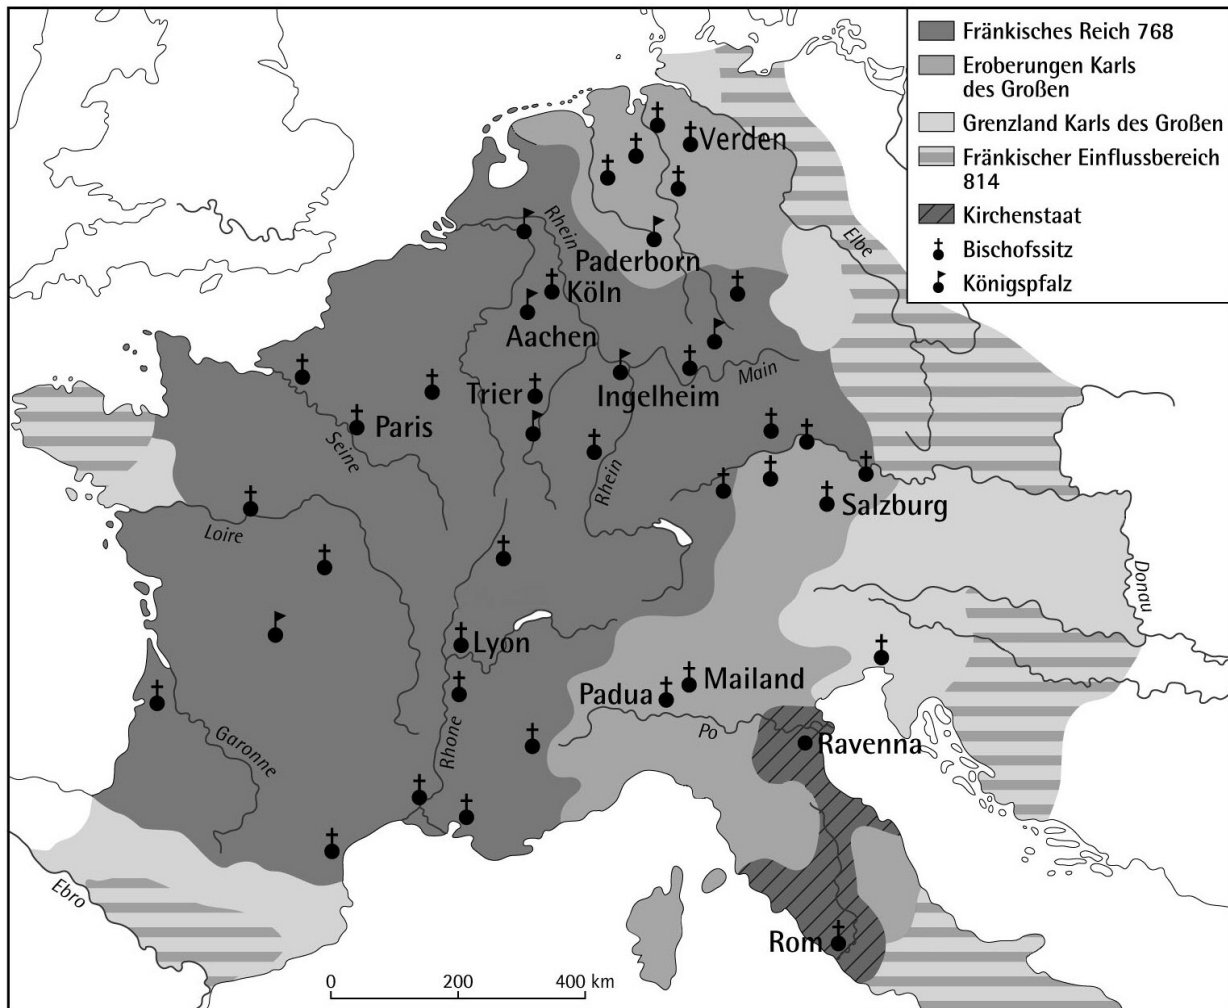 Fränkisches Reich 768
Eroberungen Karls
des Großen
Grenzland Karls des Großen
Fränkischer Einflussbereich
814
Kirchenstaat
Bischofssitz
Königspfalz
Verden
Rhein
Elbe
Paderborn
Köln
Aachen
Main
Trier
Ingelheim
Paris
Seine
Rhein
Salzburg
Loire
Donau
Lyon
Mailand
Padua
Po
Garonne
Rhone
Ravenna
Ebro
Rom
0 200 400 km